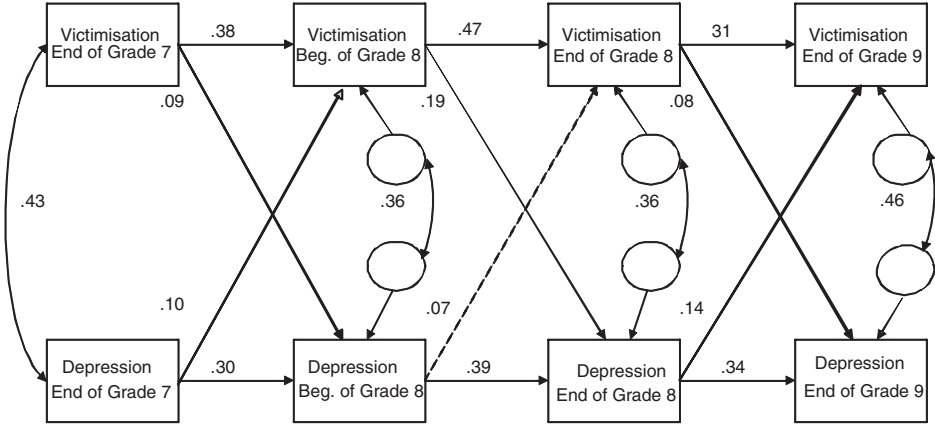 Victimisation
End of Grade 7
.38
Victimisation
Beg. of Grade 8
.47
Victimisation
End of Grade 8
31
Victimisation
End of Grade 9
.09
.19
.08
.43
.36
.36
.46
.10
.07
.14
Depression
End of Grade 7
.30
Depression
Beg. of Grade 8
.39
Depression
End of Grade 8
.34
Depression
End of Grade 9